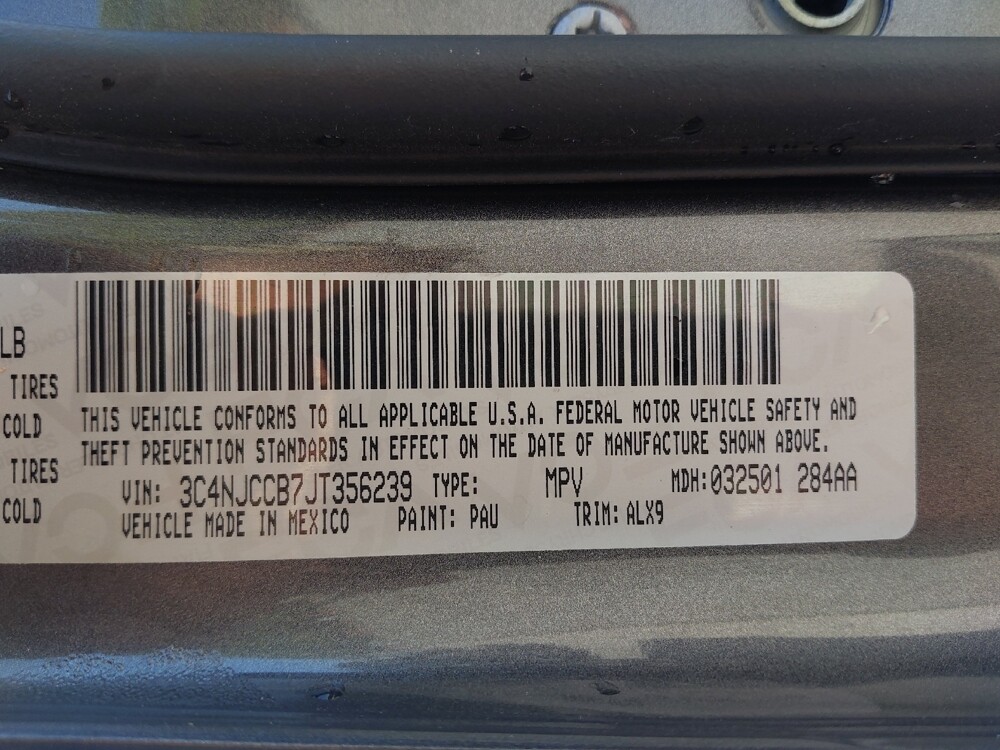 LB
TIRES
COLD
TIRES
COLD
THIS VEHICLE CONFORMS TO ALL APPLICABLE U.S.A. FEDERAL MOTOR VEHICLE SAFETY AND
THEFT PREVENTION STANDARDS IN EFFECT ON THE DATE OF MANUFACTURE SHOWN ABOVE.
VIN: 3C4NJCCB7JT356239 TYPE: MPV MDH: 032501 284AA
VEHICLE MADE IN MEXICO PAINT: PAU TRIM: ALX9